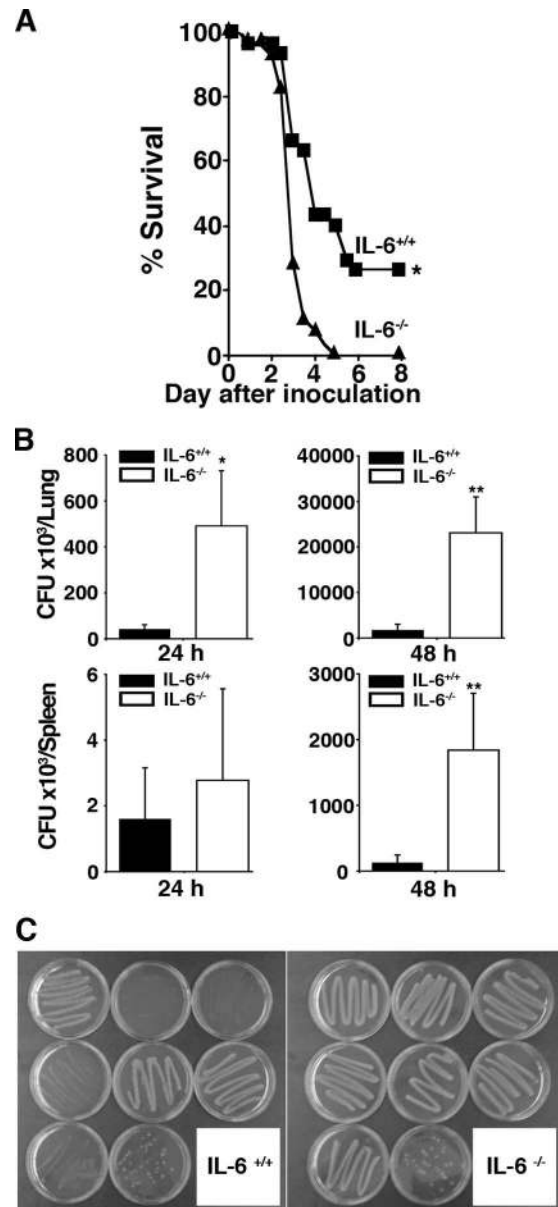 A
100
80
60
40
20
0
% Survival
IL-6+/+
*
IL-6-/-
0 2 4 6 8
Day after inoculation
B
800
600
400
200
0
CFU x10³/Lung
IL-6+/+
IL-6-/-
*
24 h
40000
30000
20000
10000
0
IL-6+/+
IL-6-/-
**
48 h
6
4
2
0
CFU x10³/Spleen
IL-6+/+
IL-6-/-
24 h
2000
1000
0
IL-6+/+
IL-6-/-
**
48 h
C
IL-6 +/+
IL-6 -/-